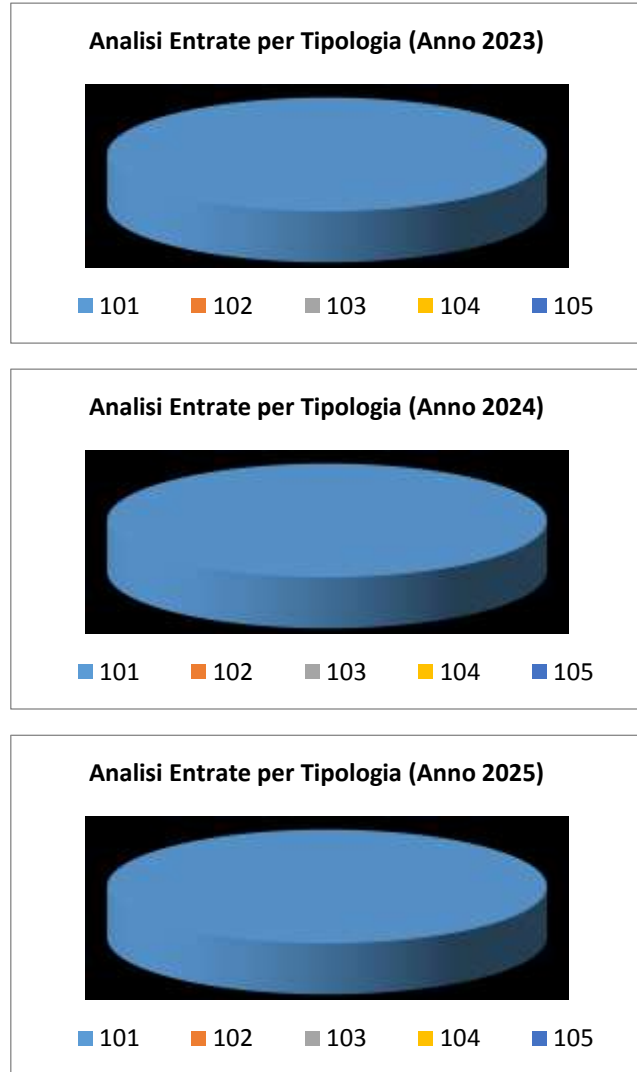 Analisi Entrate per Tipologia (Anno 2023)
101 102 103 104 105
Analisi Entrate per Tipologia (Anno 2024)
101 102 103 104 105
Analisi Entrate per Tipologia (Anno 2025)
101 102 103 104 105